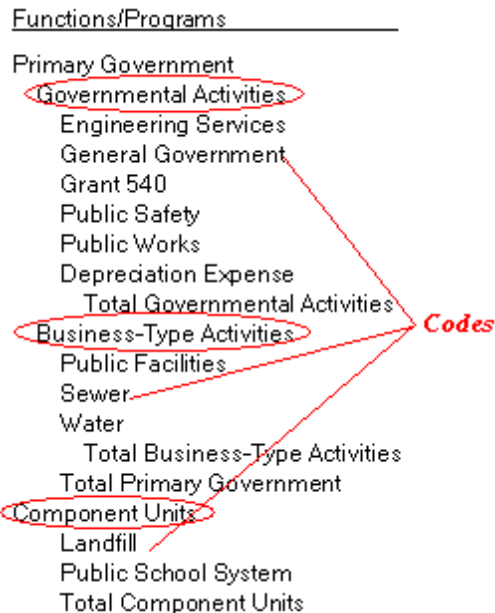 Functions/Programs
Primary Government
Governmental Activities
Engineering Services
General Government
Grant 540
Public Safety
Public Works
Depreciation Expense
Total Governmental Activities
Codes
Business-Type Activities
Public Facilities
Sewer
Water
Total Business-Type Activities
Total Primary Government
Component Units
Landfill
Public School System
Total Component Units